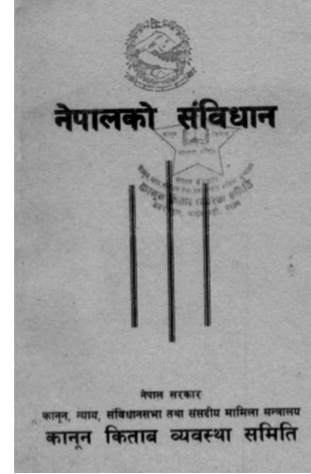 नेपालको संविधान
नेपाल सरकार
कानून, न्याय, संविधानसभा तथा संसदीय मामिला मन्त्रालय
कानून किताब व्यवस्था समिति